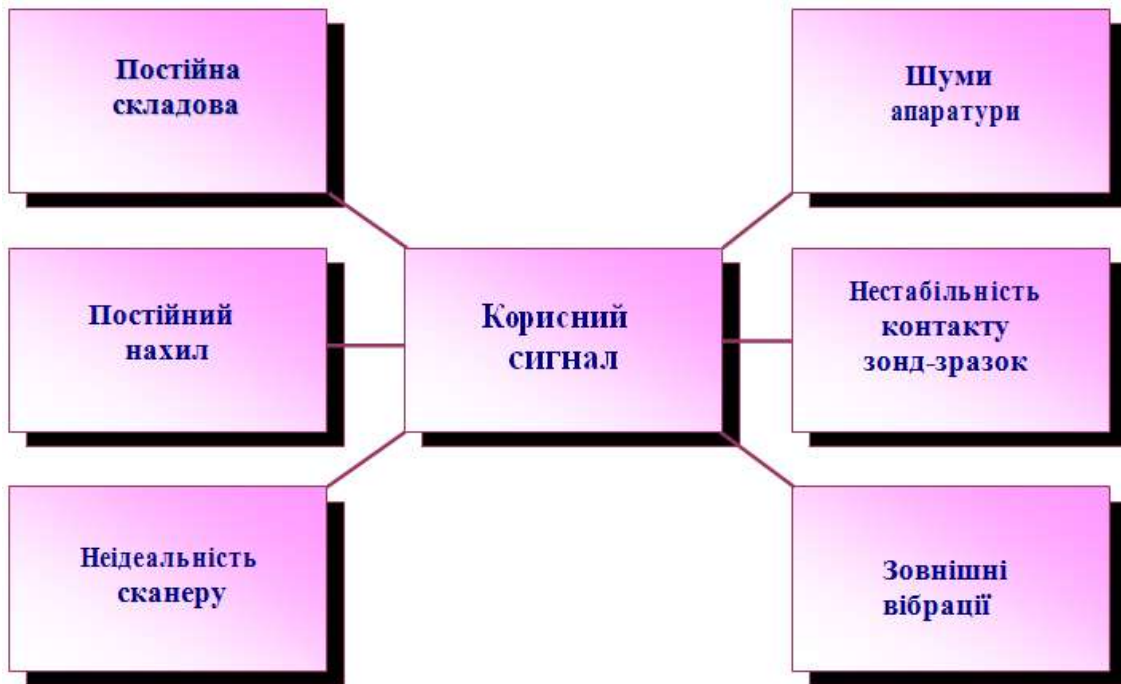 Постійна
складова
Шуми
апаратури
Постійний
нахил
Корисний
сигнал
Нестабільність
контакту
зонд-зразок
Неідеальність
сканеру
Зовнішні
вібрації